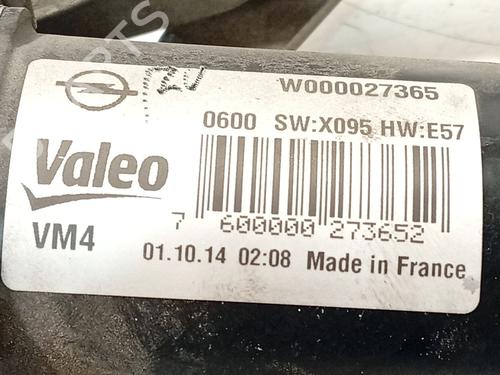 W000027365
0600 SW:X095 HW:E57
Valeo
VM4
7 600000 273652
01.10.14 02:08 Made in France